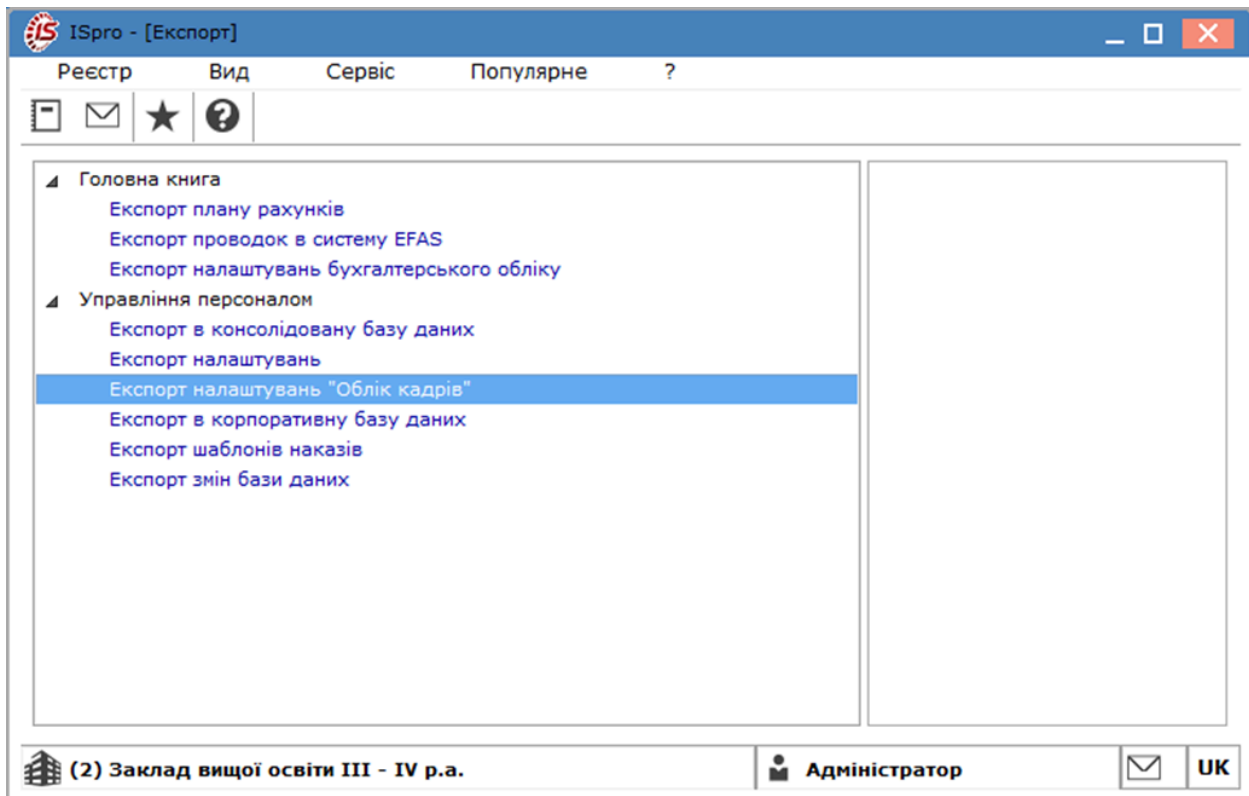 ISpro - [Експорт]
Реєстр Вид Сервіс Популярне ?
Головна книга
Експорт плану рахунків
Експорт проводок в систему EFAS
Експорт налаштувань бухгалтерського обліку
Управління персоналом
Експорт в консолідовану базу даних
Експорт налаштувань
Експорт налаштувань "Облік кадрів"
Експорт в корпоративну базу даних
Експорт шаблонів наказів
Експорт змін бази даних
(2) Заклад вищої освіти III - IV р.а. Адміністратор UK